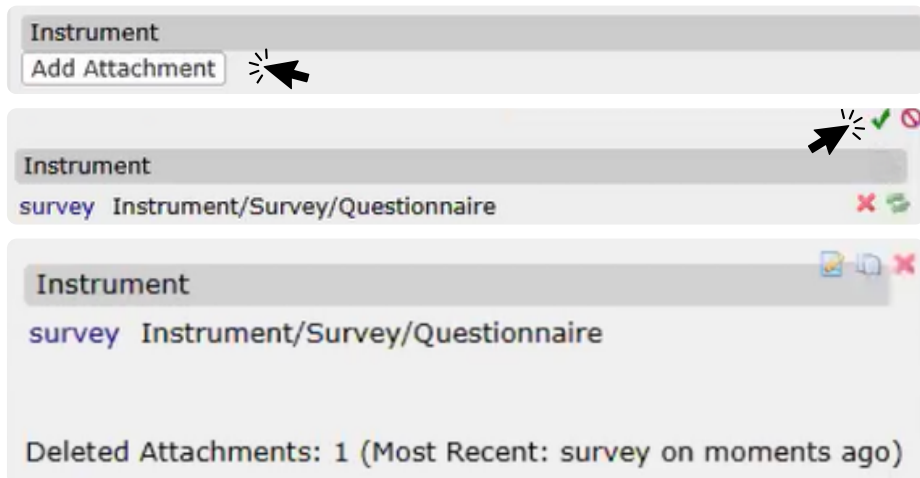 Instrument
Add Attachment
Instrument
survey Instrument/Survey/Questionnaire
Instrument
survey Instrument/Survey/Questionnaire
Deleted Attachments: 1 (Most Recent: survey on moments ago)